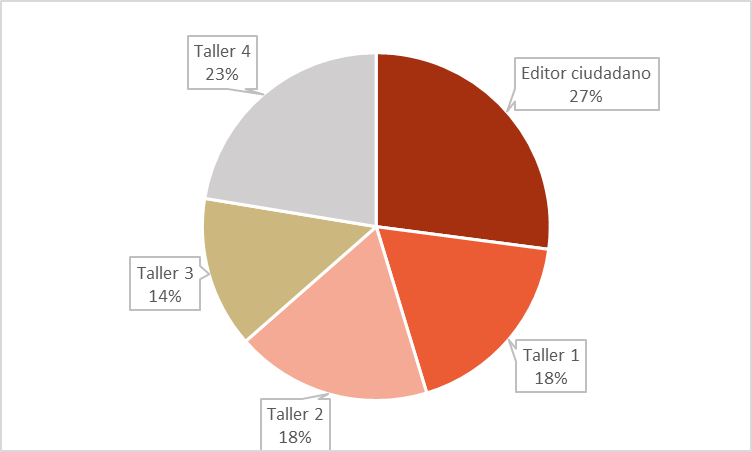 Taller 4
23%
Editor ciudadano
27%
Taller 3
14%
Taller 1
18%
Taller 2
18%